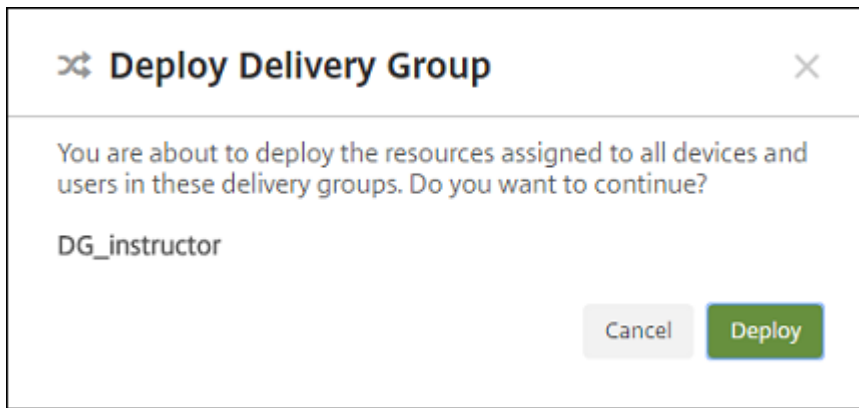 Deploy Delivery Group
You are about to deploy the resources assigned to all devices and
users in these delivery groups. Do you want to continue?
DG_instructor
Cancel Deploy